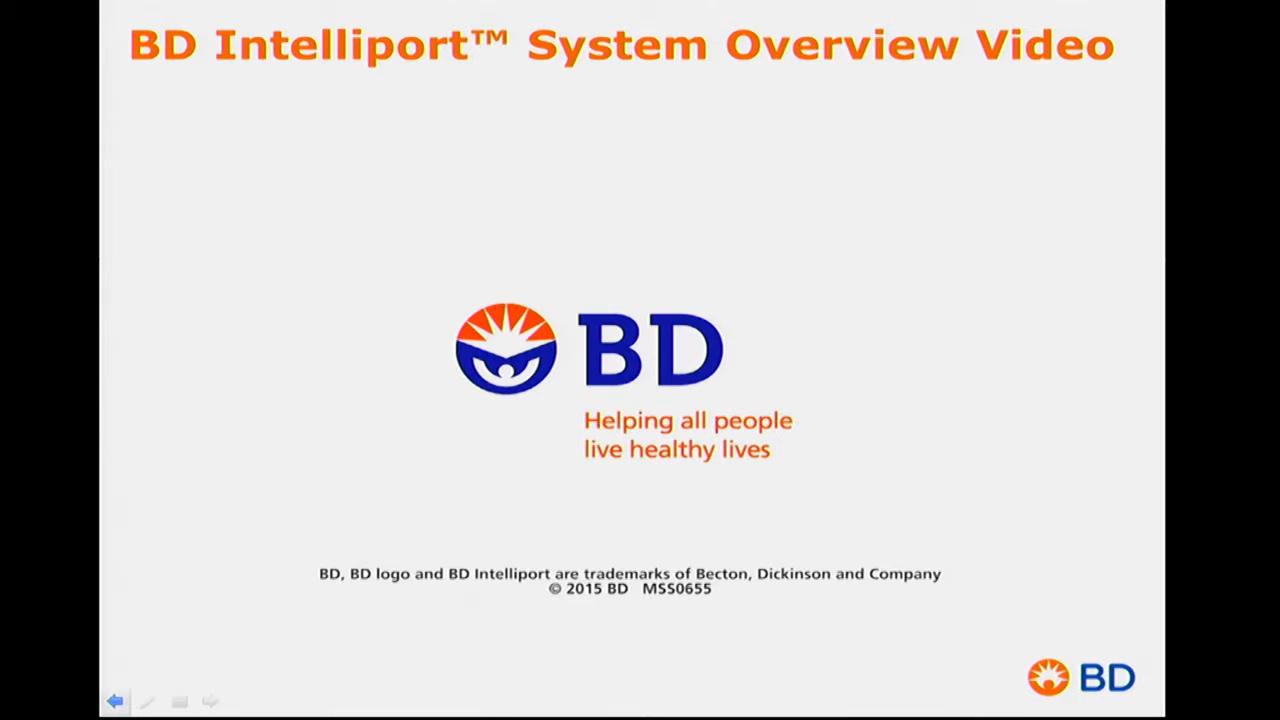 BD Intelliport™ System Overview Video
BD
Helping all people
live healthy lives
BD, BD logo and BD Intelliport are trademarks of Becton, Dickinson and Company
© 2015 BD MSS0655
BD